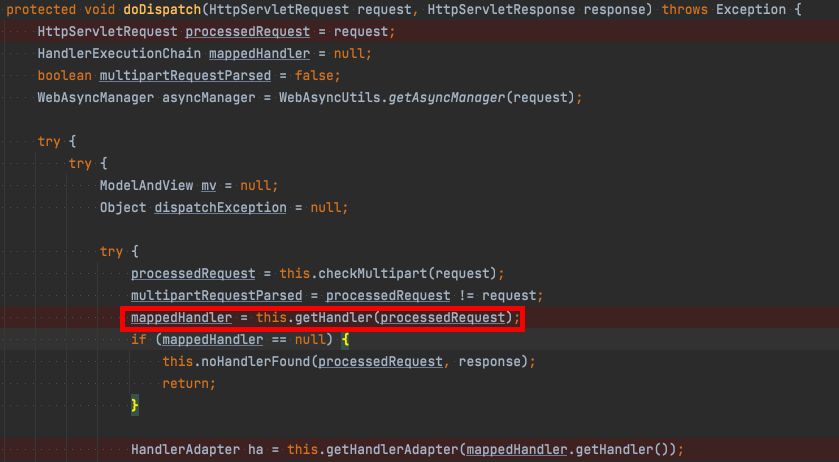 protected void doDispatch(HttpServletRequest request, HttpServletResponse response) throws Exception {
HttpServletRequest processedRequest = request;
HandlerExecutionChain mappedHandler = null;
boolean multipartRequestParsed = false;
WebAsyncManager asyncManager = WebAsyncUtils.getAsyncManager(request);
try {
try {
ModelAndView mv = null;
Object dispatchException = null;
try {
processedRequest = this.checkMultipart(request);
multipartRequestParsed = processedRequest != request;
mappedHandler = this.getHandler(processedRequest);
if (mappedHandler == null) {
this.noHandlerFound(processedRequest, response);
return;
}
HandlerAdapter ha = this.getHandlerAdapter(mappedHandler.getHandler());